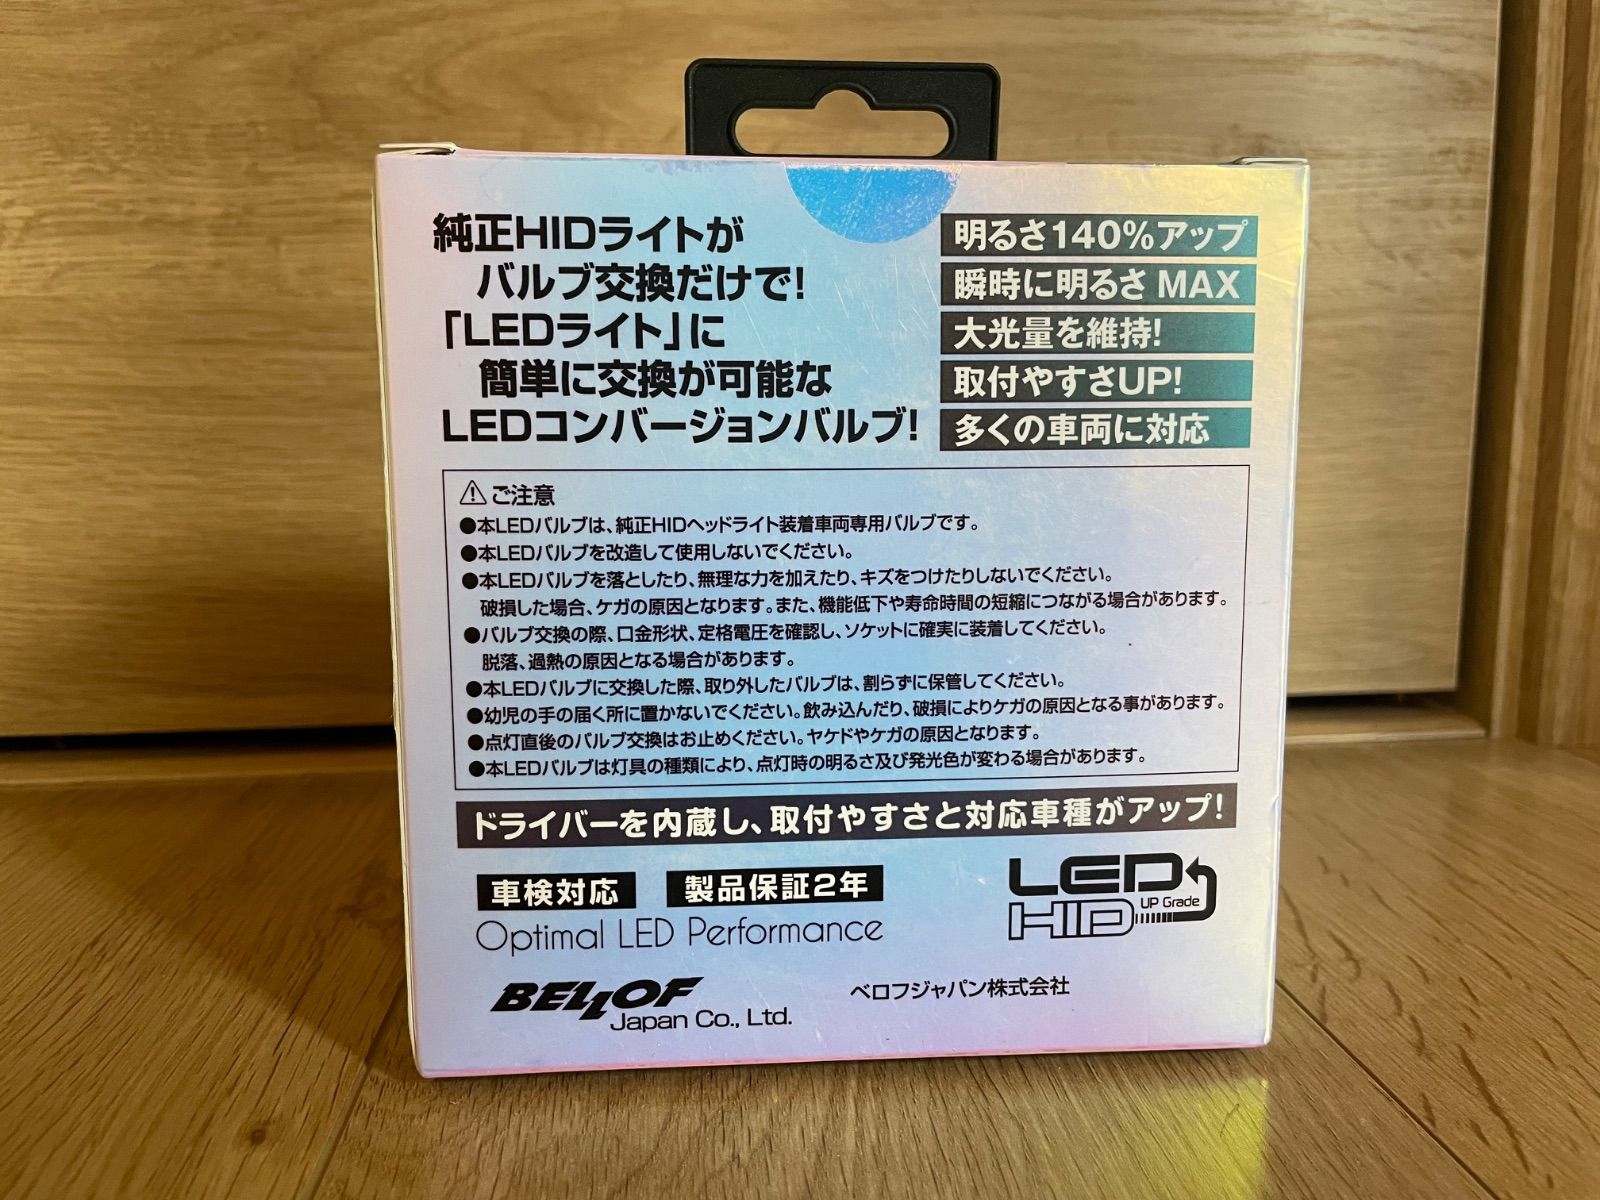 純正HIDライトが
バルブ交換だけで!
「LEDライト」に
簡単に交換が可能な
LEDコンバージョンバルブ!
明るさ140%アップ
瞬時に明るさ MAX
大光量を維持!
取付やすさUP!
多くの車両に対応
⚠ご注意
●本LEDバルブは、純正HIDヘッドライト装着車両専用バルブです。
●本LEDバルブを改造して使用しないでください。
●本LEDバルブを落としたり、無理な力を加えたり、キズをつけたりしないでください。
破損した場合、ケガの原因となります。また、機能低下や寿命時間の短縮につながる場合があります。
●バルブ交換の際、口金形状、定格電圧を確認し、ソケットに確実に装着してください。
脱落、過熱の原因となる場合があります。
●本LEDバルブに交換した際、取り外したバルブは、割らずに保管してください。
●幼児の手の届く所に置かないでください。飲み込んだり、破損によりケガの原因となる事があります。
●点灯直後のバルブ交換はお止めください。ヤケドやケガの原因となります。
●本LEDバルブは灯具の種類により、点灯時の明るさ及び発光色が変わる場合があります。
ドライバーを内蔵し、取付やすさと対応車種がアップ!
車検対応 製品保証2年
Optimal LED Performance
LED
HID UP Grade
BELLOF
Japan Co., Ltd.
ベロフジャパン株式会社